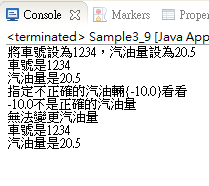 Console
Markers
Properties
<terminated> Sample3_9 [Java App
將車號設為1234，汽油量設為20.5
車號是1234
汽油量是20.5
指定不正確的汽油輛{-10.0}看看
-10.0不是正確的汽油量
無法變更汽油量
車號是1234
汽油量是20.5